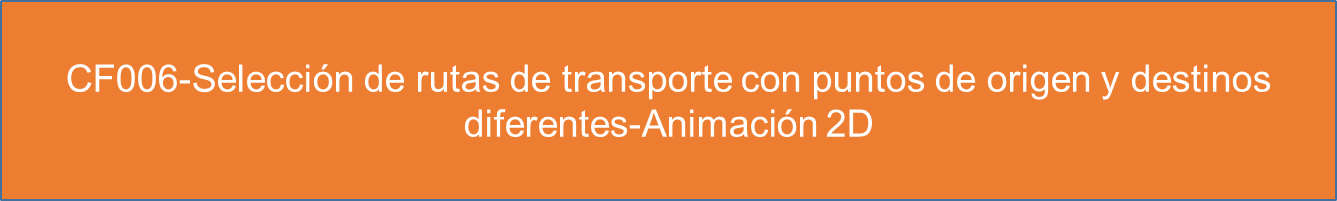 CF006-Selección de rutas de transporte con puntos de origen y destinos
diferentes-Animación 2D